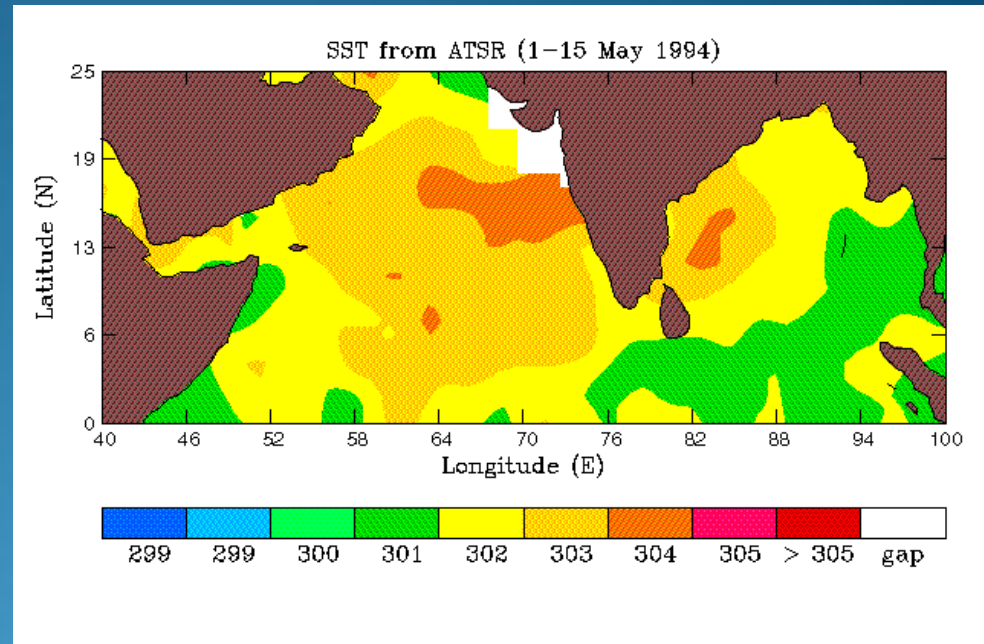 SST from ATSR (1-15 May 1994)
25
19
13
6
0
Latitude (N)
40 46 52 58 64 70 76 82 88 94 100
Longitude (E)
299 299 300 301 302 303 304 305 > 305 gap